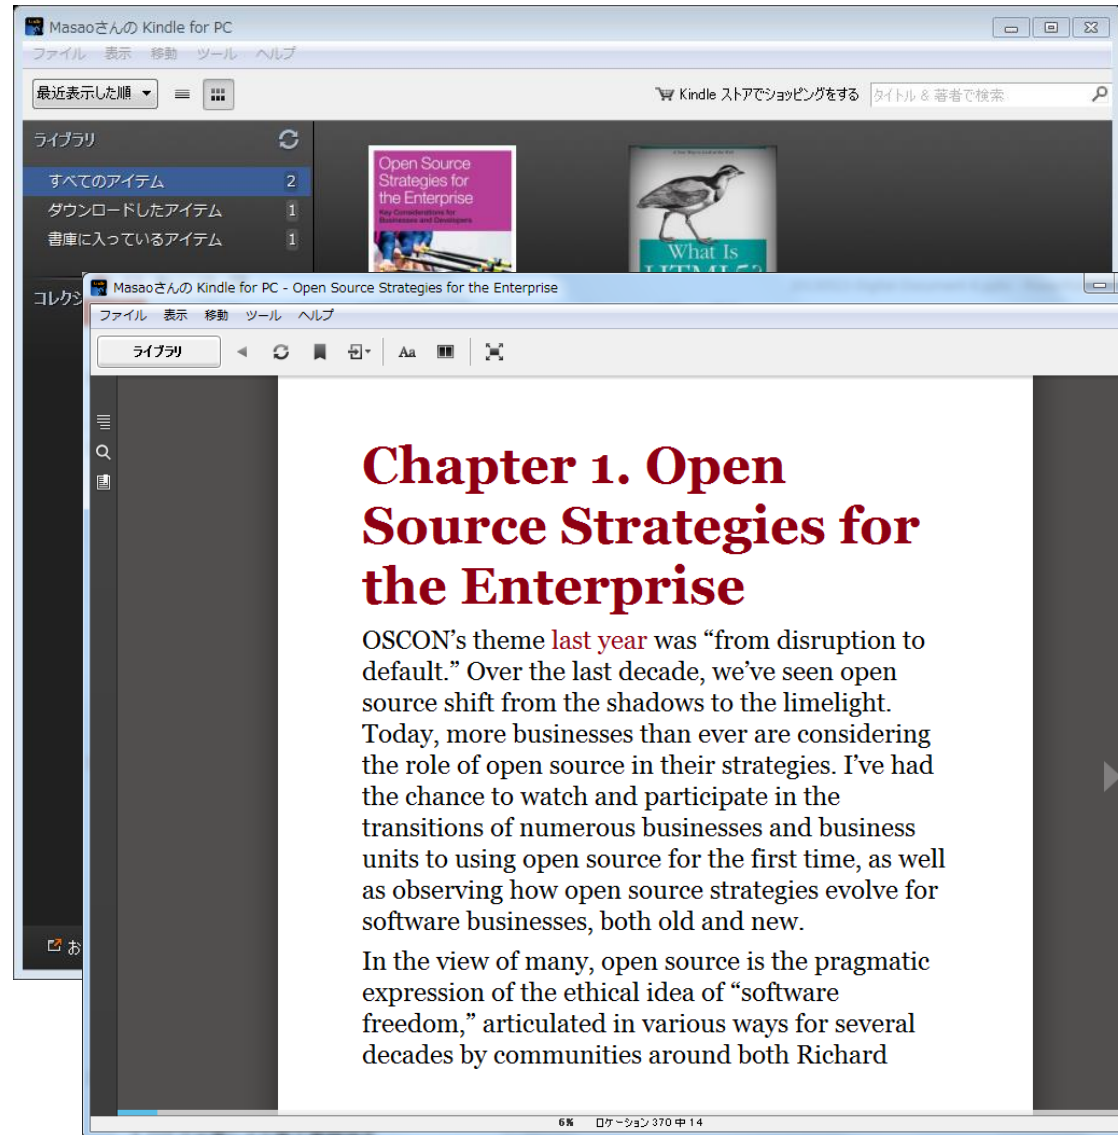 Masaoさんの Kindle for PC
ファイル 表示 移動 ツール ヘルプ
最近表示した順
Kindle ストアでショッピングをする
タイトル & 著者で検索
ライブラリ
すべてのアイテム 2
ダウンロードしたアイテム 1
書庫に入っているアイテム 1
Open Source
Strategies for
the Enterprise
Key Considerations for
Businesses and Developers
What Is
HTML5?
コレクシ
お
Masaoさんの Kindle for PC - Open Source Strategies for the Enterprise
ファイル 表示 移動 ツール ヘルプ
ライブラリ
Aa
Chapter 1. Open
Source Strategies for
the Enterprise
OSCON’s theme last year was “from disruption to
default.” Over the last decade, we’ve seen open
source shift from the shadows to the limelight.
Today, more businesses than ever are considering
the role of open source in their strategies. I’ve had
the chance to watch and participate in the
transitions of numerous businesses and business
units to using open source for the first time, as well
as observing how open source strategies evolve for
software businesses, both old and new.
In the view of many, open source is the pragmatic
expression of the ethical idea of “software
freedom,” articulated in various ways for several
decades by communities around both Richard
6% ロケーション 370 中 14